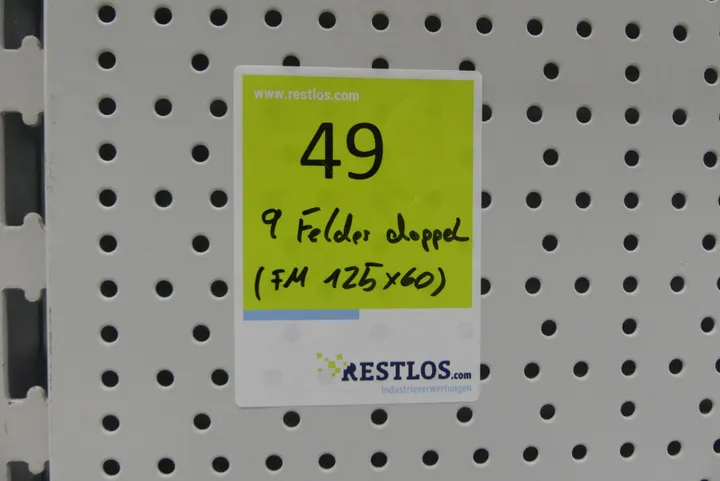 www.restlos.com
49
9 Felder doppel
(FM 125x60)
RESTLOS.com
industrieverwertungen